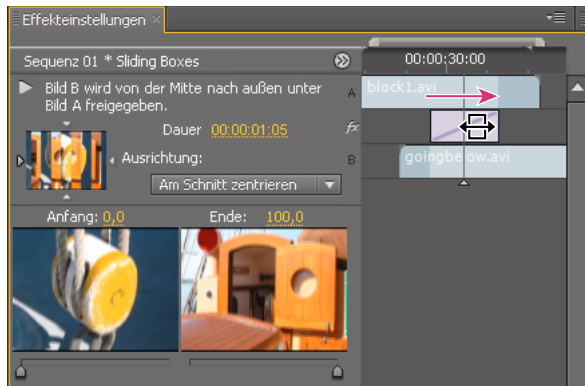 Effekteinstellungen ×
Sequenz 01 * Sliding Boxes
00:00:30:00
Bild B wird von der Mitte nach außen unter
Bild A freigegeben.
A
block1.avi
Dauer 00:00:01:05
fx
Ausrichtung:
B
goingbelow.avi
Am Schnitt zentrieren
Anfang: 0,0
Ende: 100,0